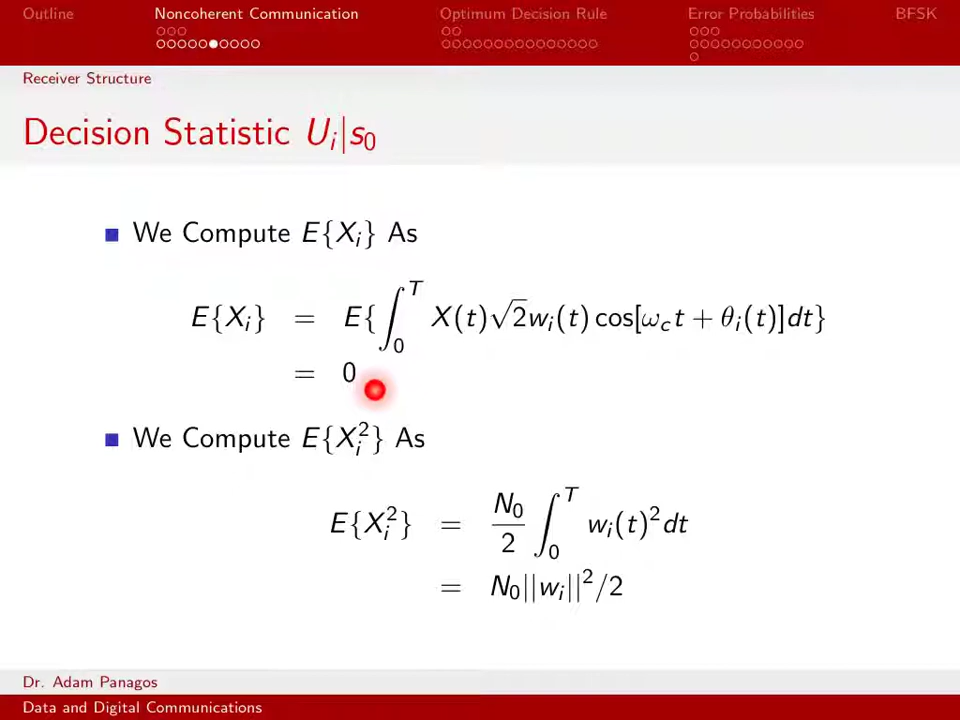 Outline Noncoherent Communication Optimum Decision Rule Error Probabilities BFSK
Receiver Structure
Decision Statistic U_i|s_0
We Compute E{X_i} As
E{X_i} = E{∫_0^T X(t)√2w_i(t) cos[ω_c t + θ_i(t)]dt}
= 0
We Compute E{X_i^2} As
E{X_i^2} = N_0/2 ∫_0^T w_i(t)^2 dt
= N_0||w_i||^2/2
Dr. Adam Panagos
Data and Digital Communications